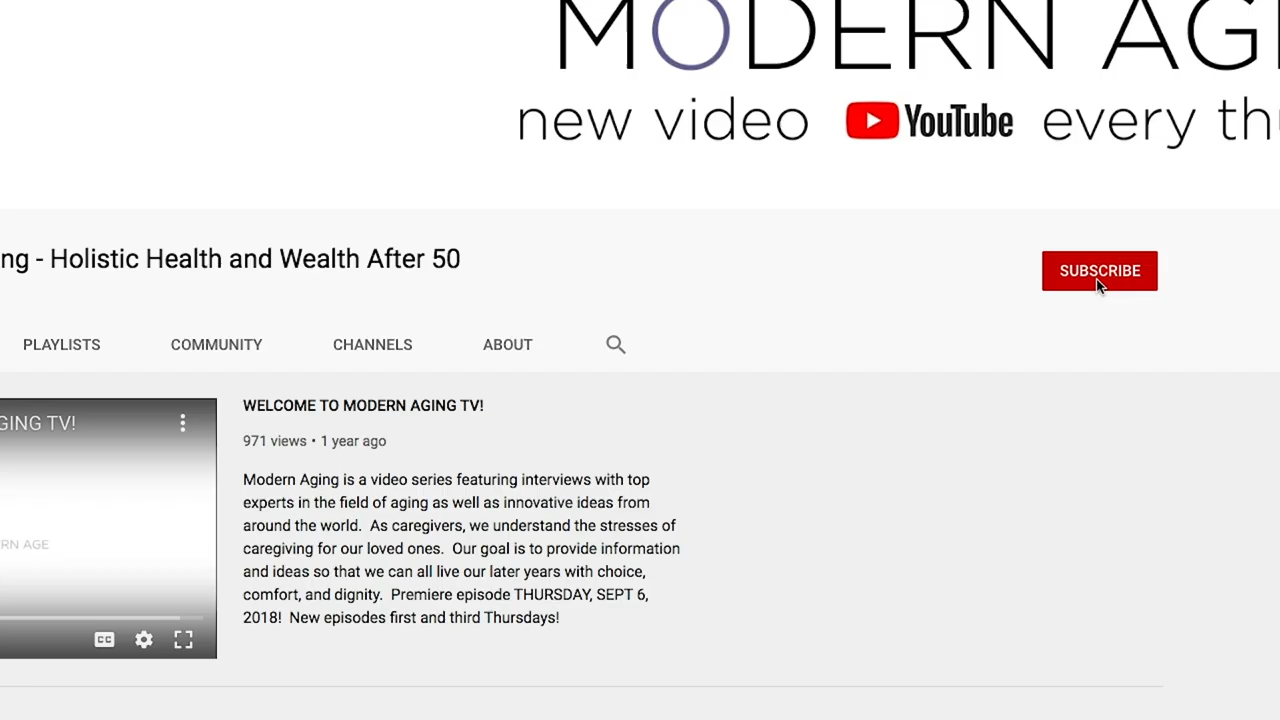 MODERN AG
new video YouTube every th
ng - Holistic Health and Wealth After 50
SUBSCRIBE
PLAYLISTS COMMUNITY CHANNELS ABOUT
GING TV!
WELCOME TO MODERN AGING TV!
971 views • 1 year ago
Modern Aging is a video series featuring interviews with top
experts in the field of aging as well as innovative ideas from
around the world. As caregivers, we understand the stresses of
caregiving for our loved ones. Our goal is to provide information
and ideas so that we can all live our later years with choice,
comfort, and dignity. Premiere episode THURSDAY, SEPT 6,
2018! New episodes first and third Thursdays!
RN AGE
CC